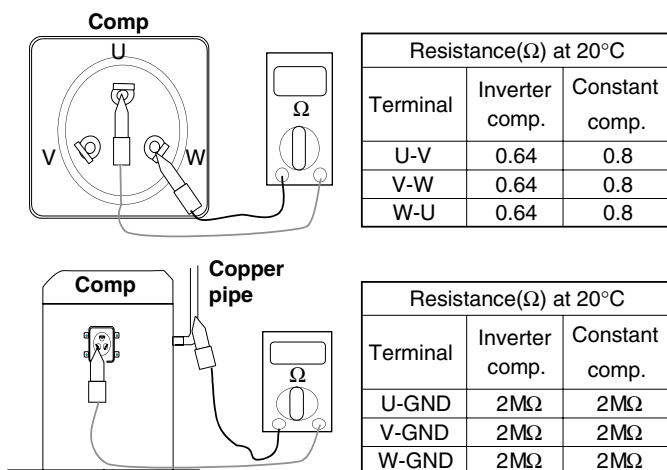 Comp
U
V
W
Ω
Resistance(Ω) at 20°C
Terminal Inverter comp. Constant comp.
U-V 0.64 0.8
V-W 0.64 0.8
W-U 0.64 0.8
Comp
Copper
pipe
Ω
Resistance(Ω) at 20°C
Terminal Inverter comp. Constant comp.
U-GND 2MΩ 2MΩ
V-GND 2MΩ 2MΩ
W-GND 2MΩ 2MΩ